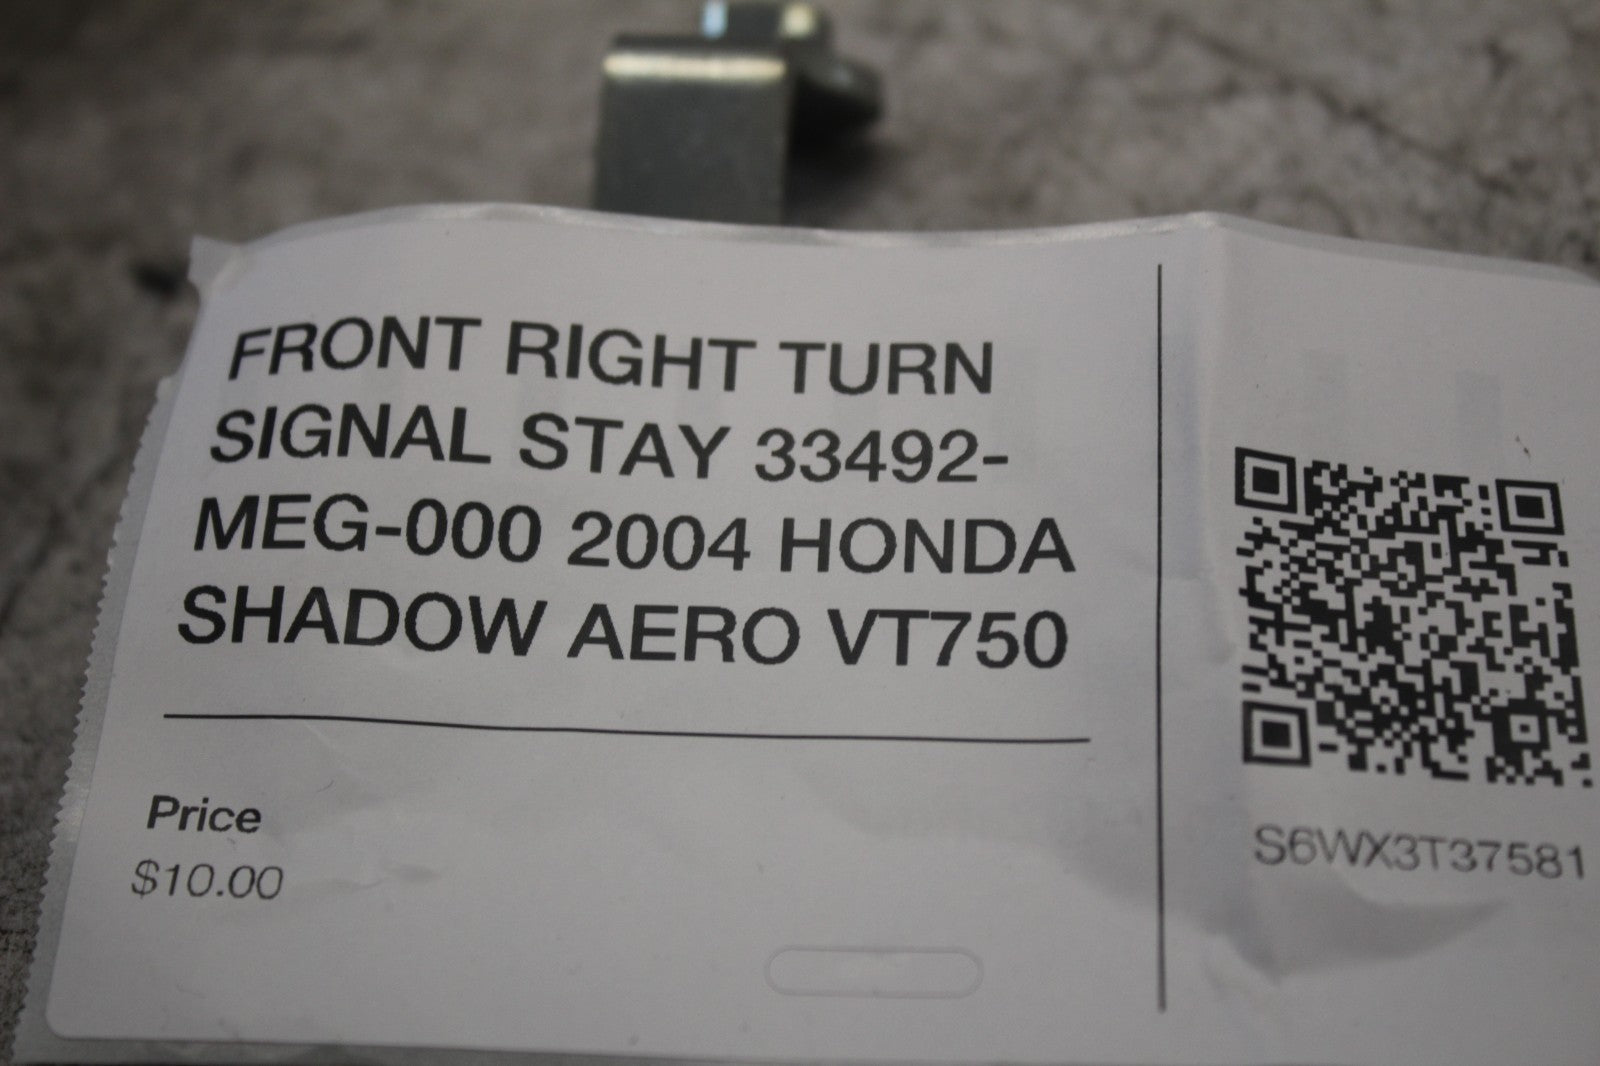 FRONT RIGHT TURN
SIGNAL STAY 33492-
MEG-000 2004 HONDA
SHADOW AERO VT750
Price
$10.00
S6WX3T37581